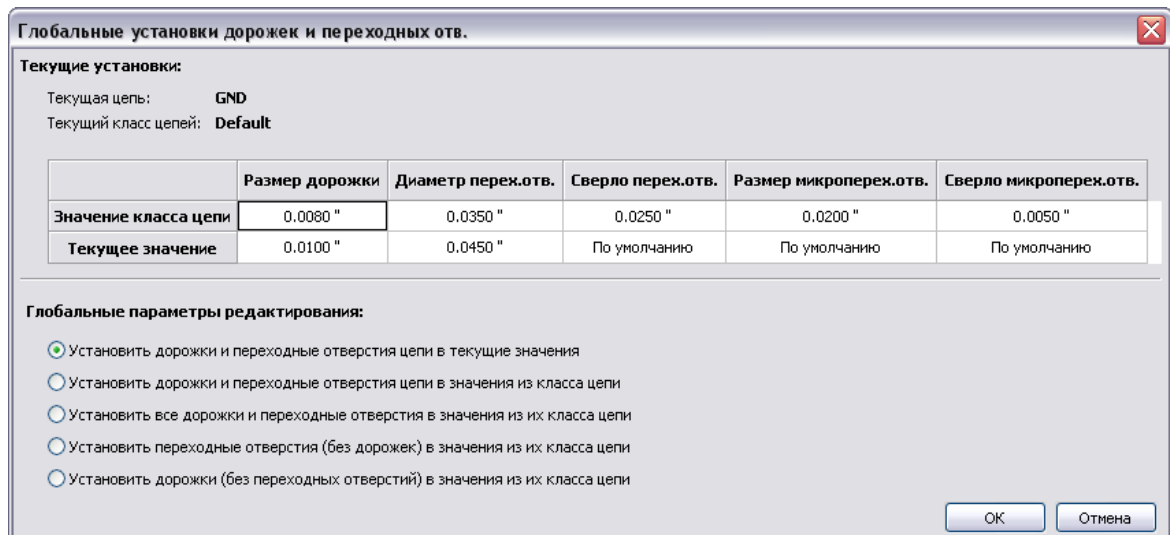 Глобальные установки дорожек и переходных отв.
Текущие установки:
Текущая цепь: GND
Текущий класс цепей: Default
Размер дорожки Диаметр перех.отв. Сверло перех.отв. Размер микроперех.отв. Сверло микроперех.отв.
Значение класса цепи 0.0080 " 0.0350 " 0.0250 " 0.0200 " 0.0050 "
Текущее значение 0.0100 " 0.0450 " По умолчанию По умолчанию По умолчанию
Глобальные параметры редактирования:
Установить дорожки и переходные отверстия цепи в текущие значения
Установить дорожки и переходные отверстия цепи в значения из класса цепи
Установить все дорожки и переходные отверстия в значения из их класса цепи
Установить переходные отверстия (без дорожек) в значения из их класса цепи
Установить дорожки (без переходных отверстий) в значения из их класса цепи
OK Отмена